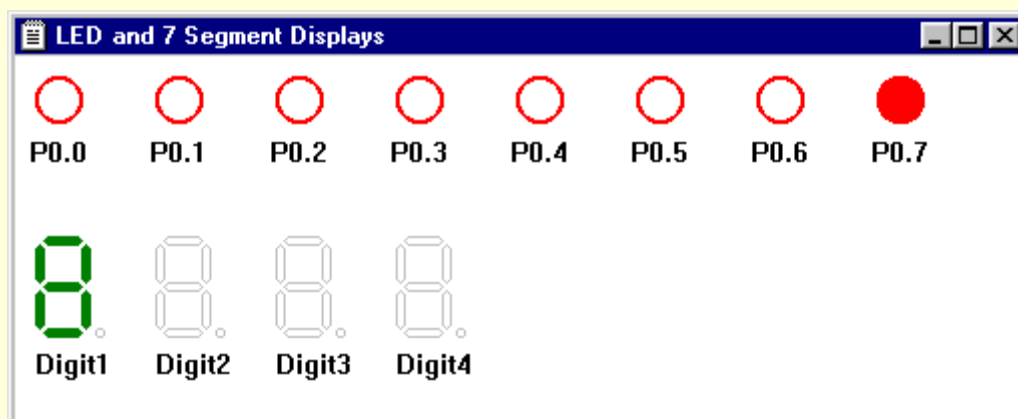 LED and 7 Segment Displays
P0.0 P0.1 P0.2 P0.3 P0.4 P0.5 P0.6 P0.7
8
Digit1 Digit2 Digit3 Digit4